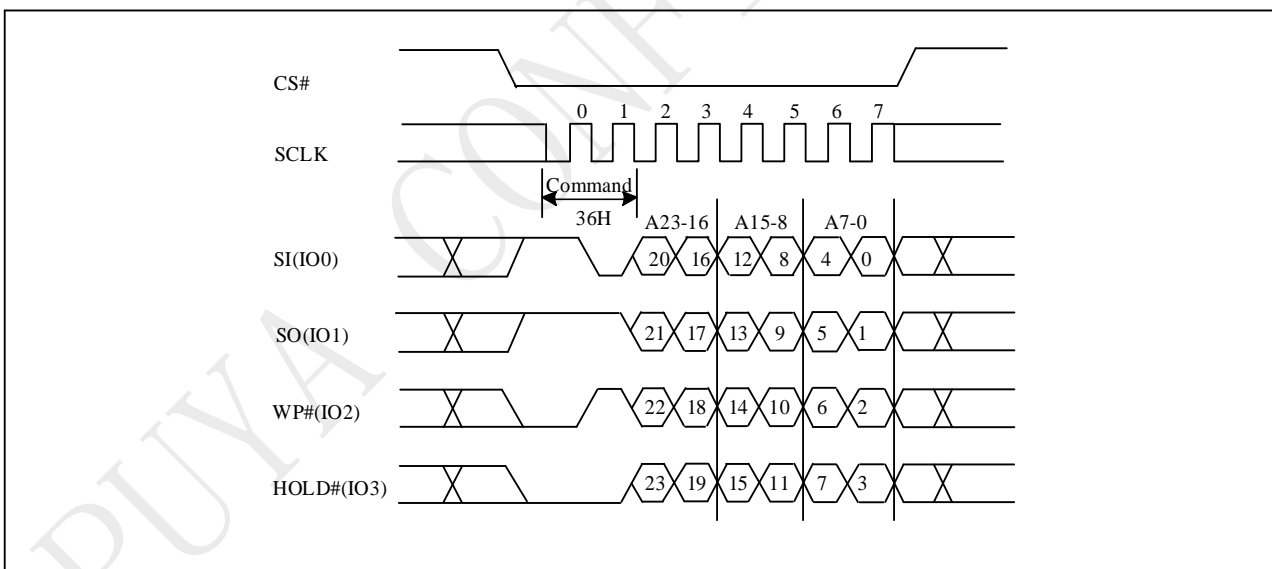 PUYA CONF
CS#
0 1 2 3 4 5 6 7
SCLK
Command
36H
A23-16 A15-8 A7-0
SI(IO0) 20 16 12 8 4 0
SO(IO1) 21 17 13 9 5 1
WP#(IO2) 22 18 14 10 6 2
HOLD#(IO3) 23 19 15 11 7 3